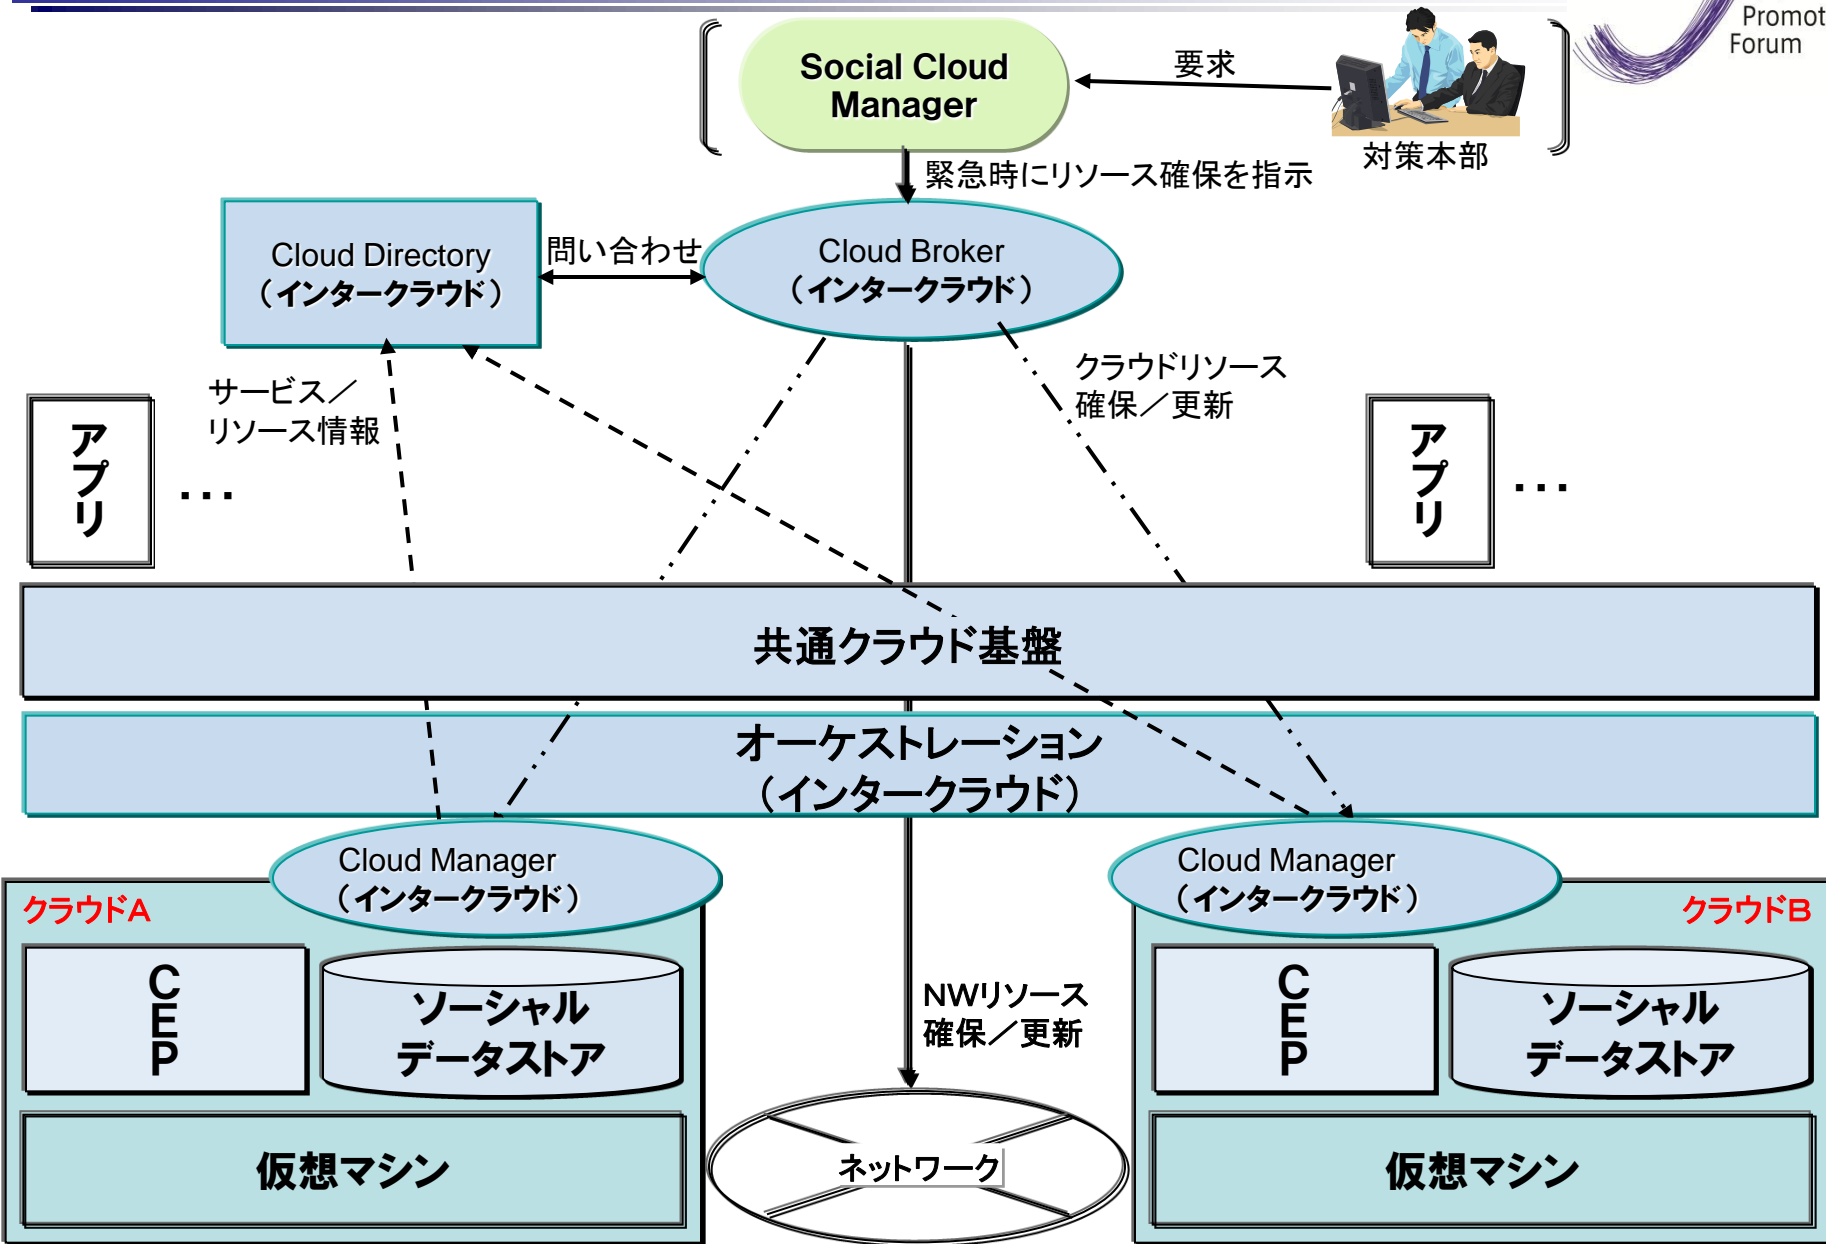 Promot
Forum
Social Cloud
Manager
要求
対策本部
緊急時にリソース確保を指示
Cloud Directory
（インタークラウド）
問い合わせ
Cloud Broker
（インタークラウド）
サービス／
リソース情報
クラウドリソース
確保／更新
アプリ
・・・
アプリ
・・・
共通クラウド基盤
オーケストレーション
（インタークラウド）
Cloud Manager
（インタークラウド）
Cloud Manager
（インタークラウド）
クラウドA
クラウドB
CEP
ソーシャル
データストア
NWリソース
確保／更新
CEP
ソーシャル
データストア
仮想マシン
ネットワーク
仮想マシン